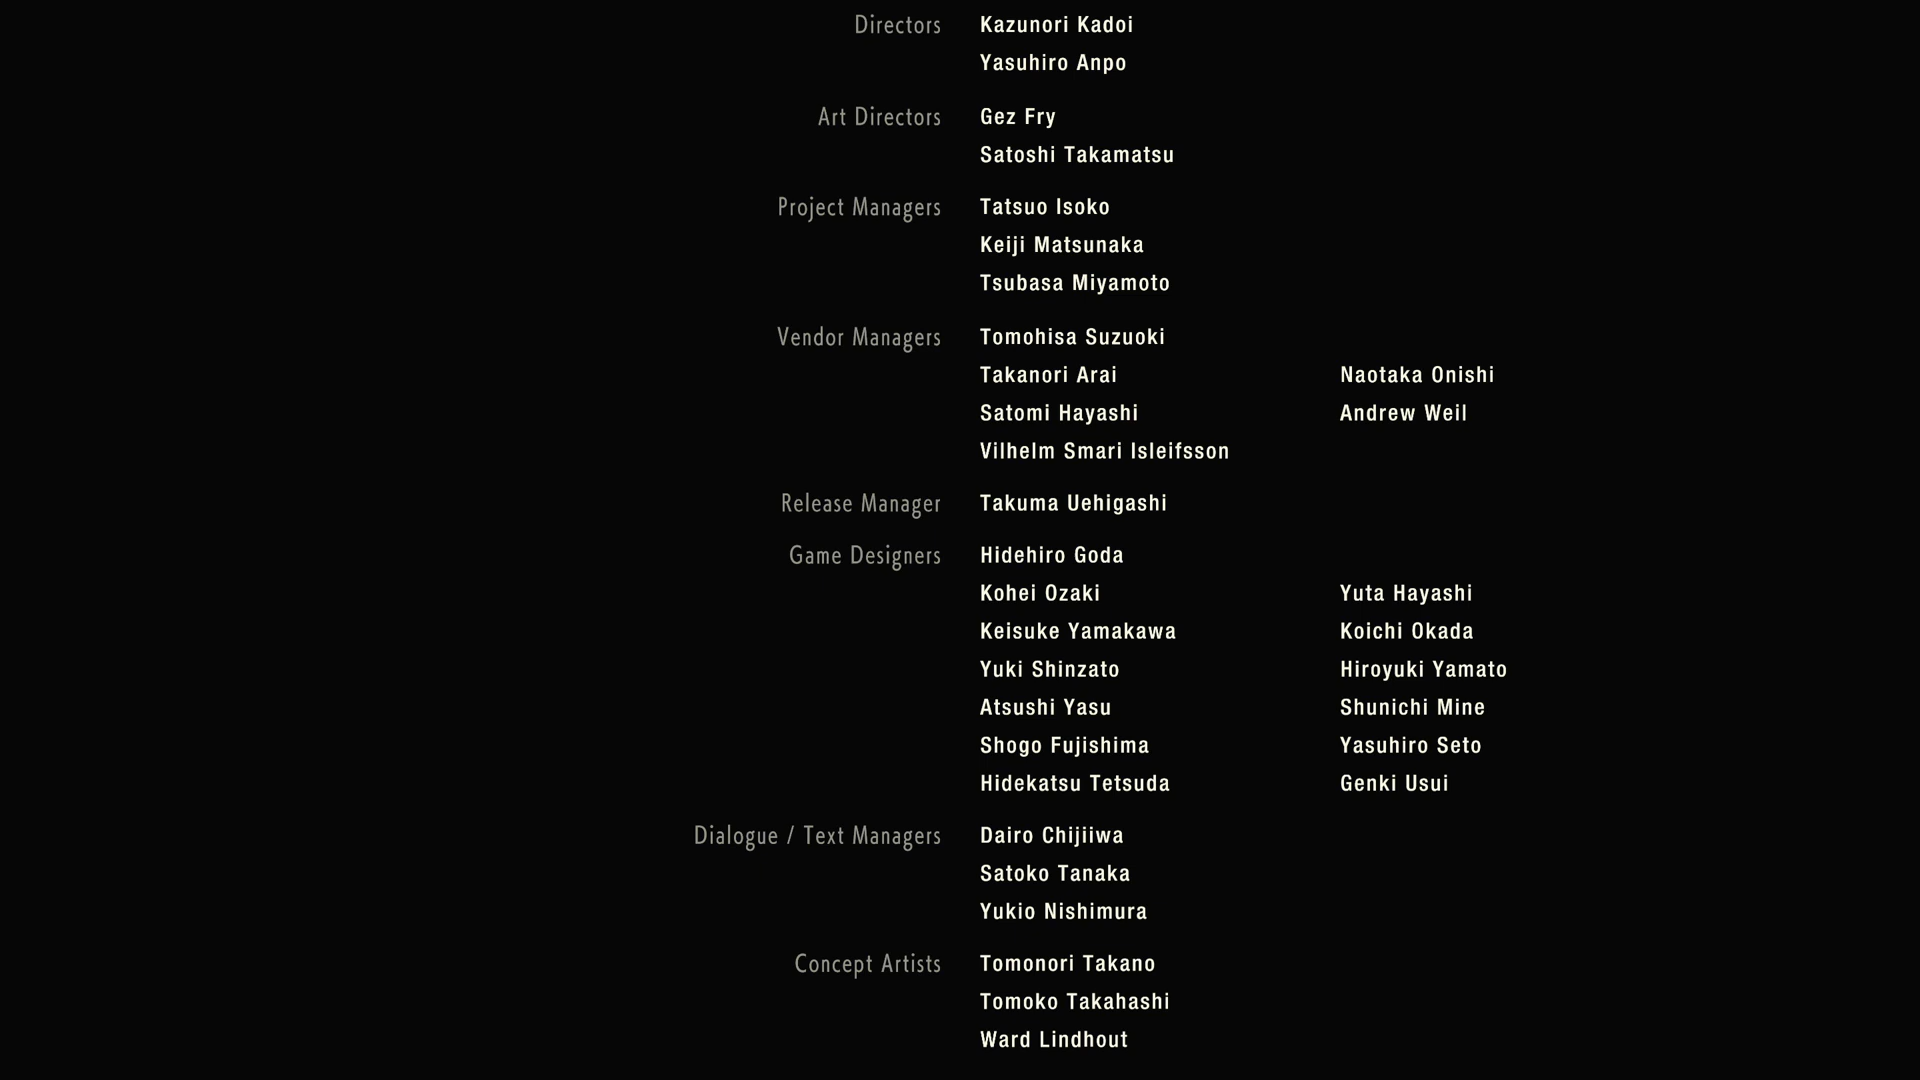 Directors Kazunori Kadoi
Yasuhiro Anpo
Art Directors Gez Fry
Satoshi Takamatsu
Project Managers Tatsuo Isoko
Keiji Matsunaka
Tsubasa Miyamoto
Vendor Managers Tomohisa Suzuoki
Takanori Arai Naotaka Onishi
Satomi Hayashi Andrew Weil
Vilhelm Smari Isleifsson
Release Manager Takuma Uehigashi
Game Designers Hidehiro Goda
Kohei Ozaki Yuta Hayashi
Keisuke Yamakawa Koichi Okada
Yuki Shinzato Hiroyuki Yamato
Atsushi Yasu Shunichi Mine
Shogo Fujishima Yasuhiro Seto
Hidekatsu Tetsuda Genki Usui
Dialogue / Text Managers Dairo Chijiiwa
Satoko Tanaka
Yukio Nishimura
Concept Artists Tomonori Takano
Tomoko Takahashi
Ward Lindhout